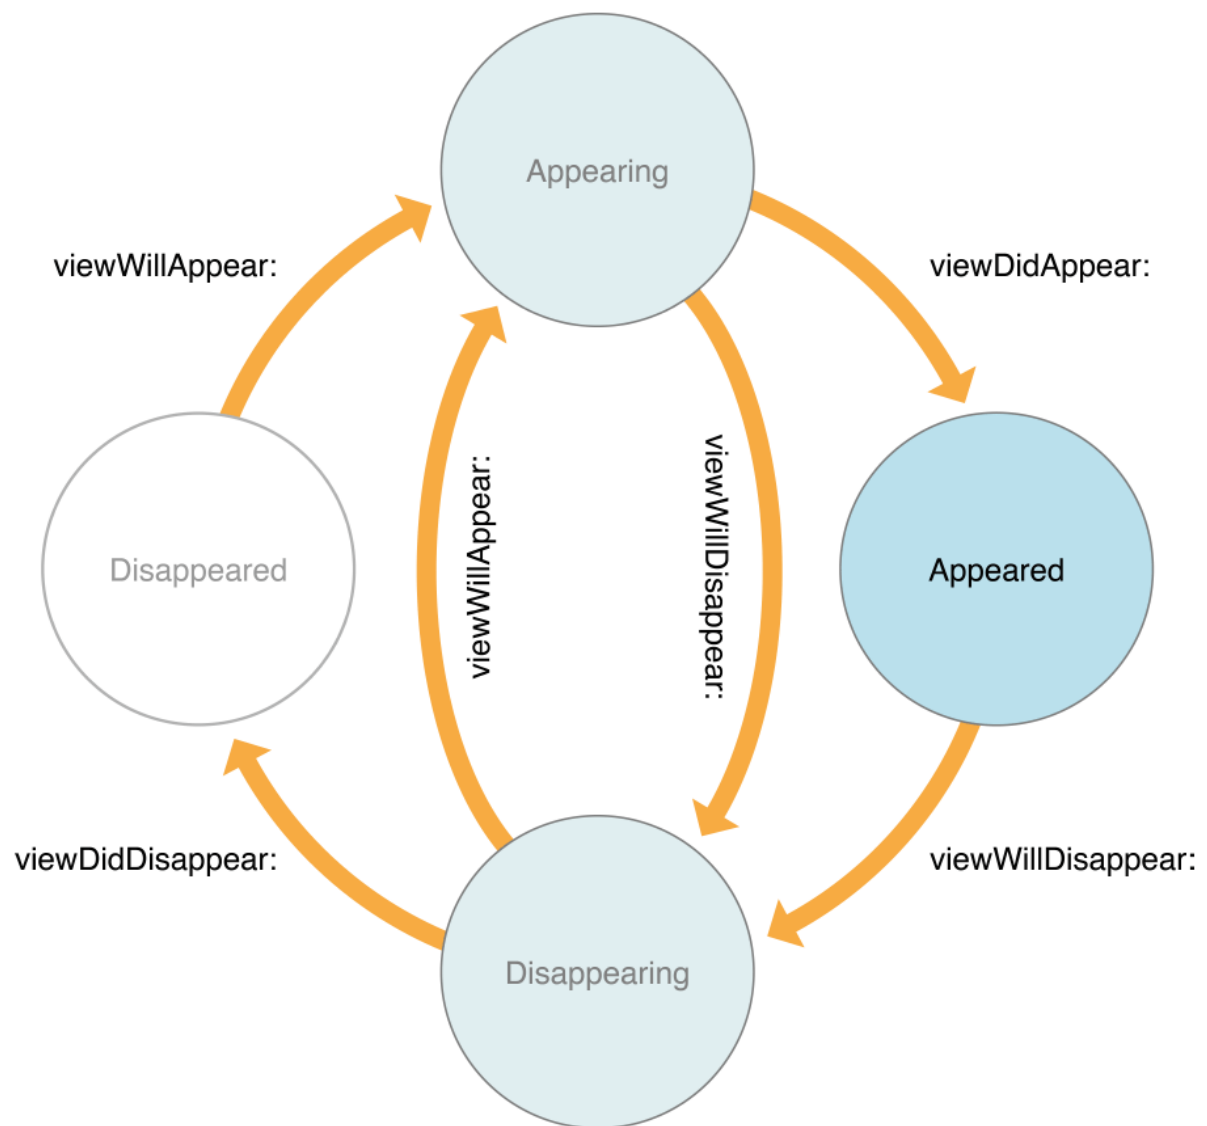 Appearing
viewWillAppear:
viewDidAppear:
viewWillAppear:
viewWillDisappear:
Disappeared
Appeared
viewDidDisappear:
viewWillDisappear:
Disappearing